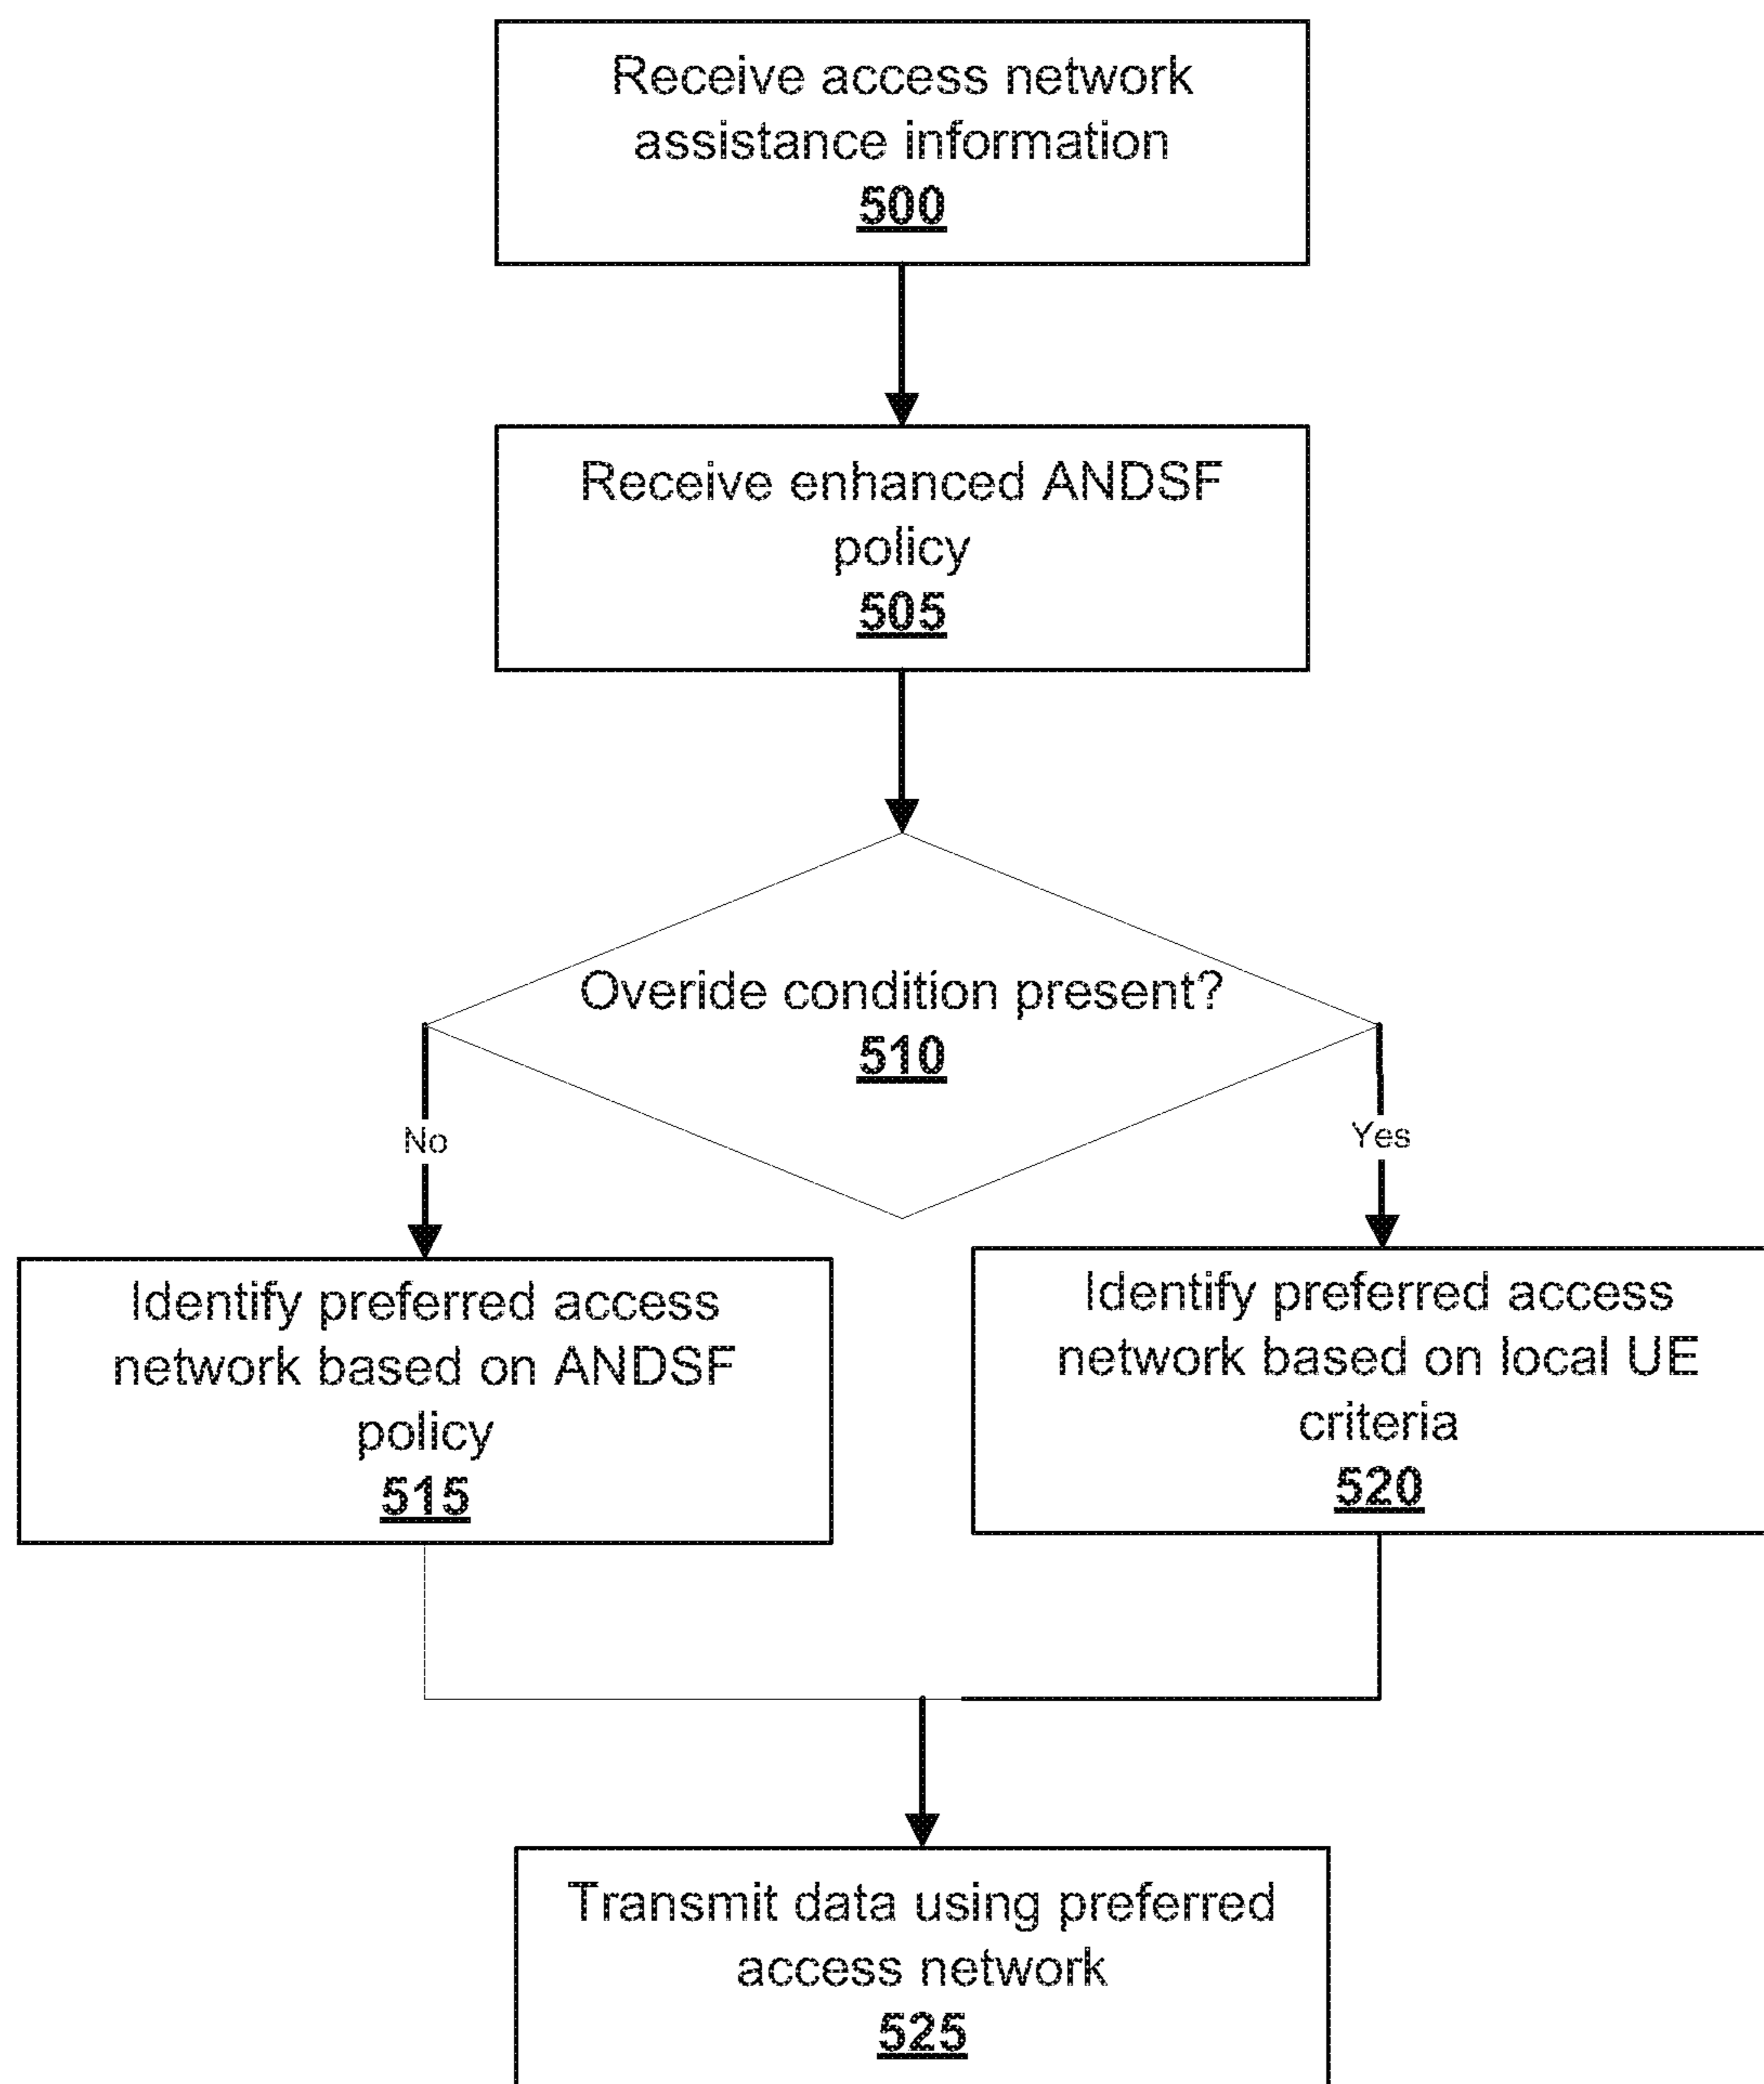 Receive access network
assistance information
500
Receive enhanced ANDSF
policy
505
Overide condition present?
510
No
Yes
Identify preferred access
network based on ANDSF
policy
515
Identify preferred access
network based on local UE
criteria
520
Transmit data using preferred
access network
525